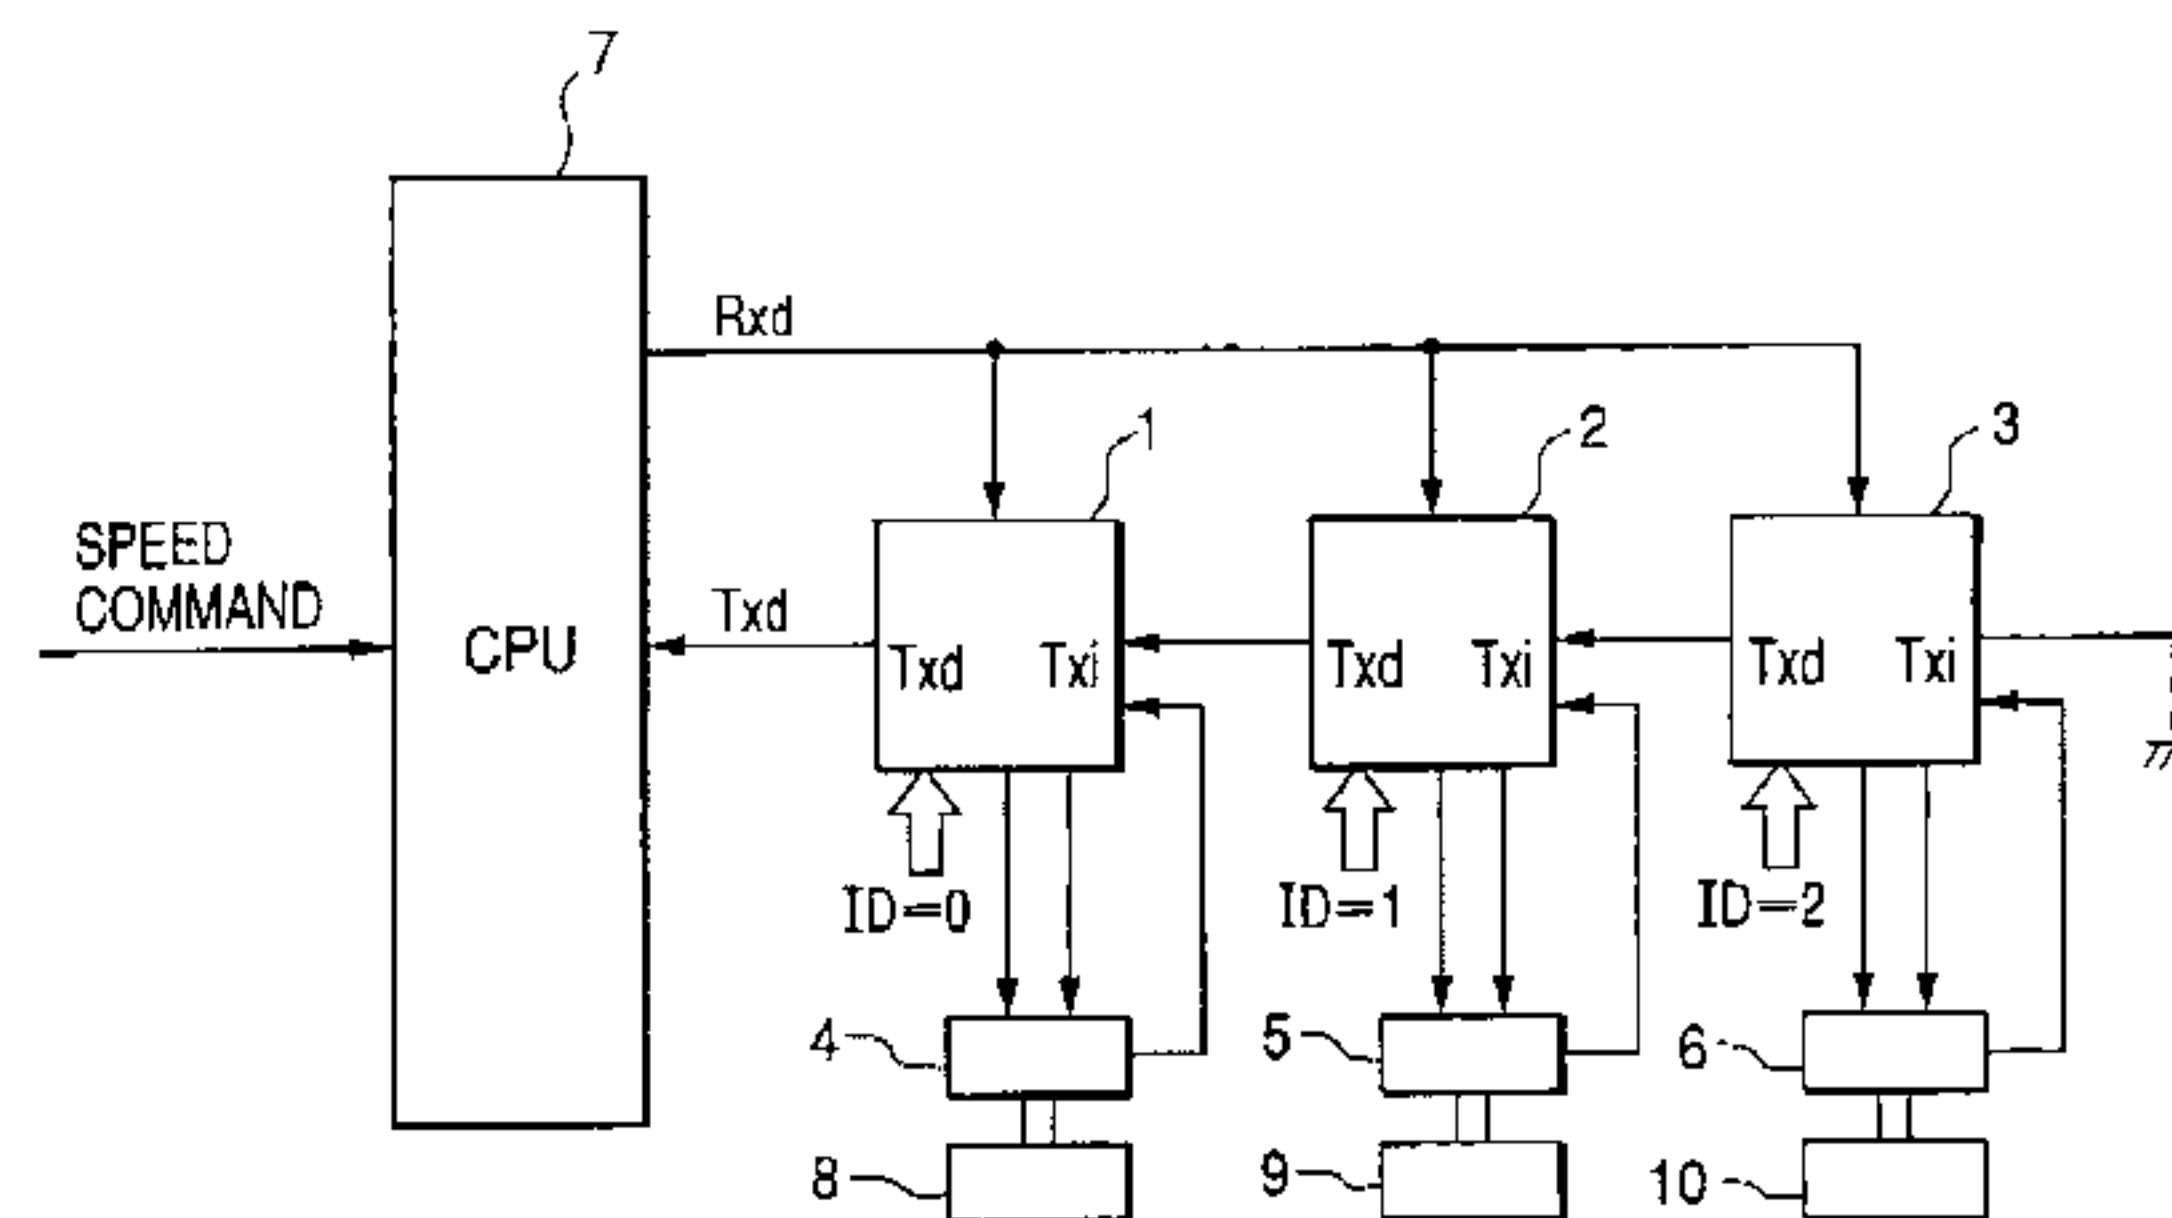 7
Rxd
1
2
3
SPEED
COMMAND
CPU
Txd
Txd Txi
Txd Txi
Txd Txi
ID=0
ID=1
ID=2
4
5
6
8
9
10